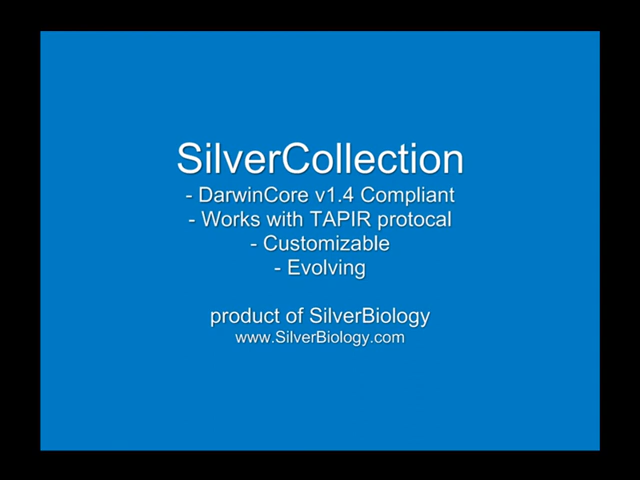 SilverCollection
- DarwinCore v1.4 Compliant
- Works with TAPIR protocal
- Customizable
- Evolving
product of SilverBiology
www.SilverBiology.com